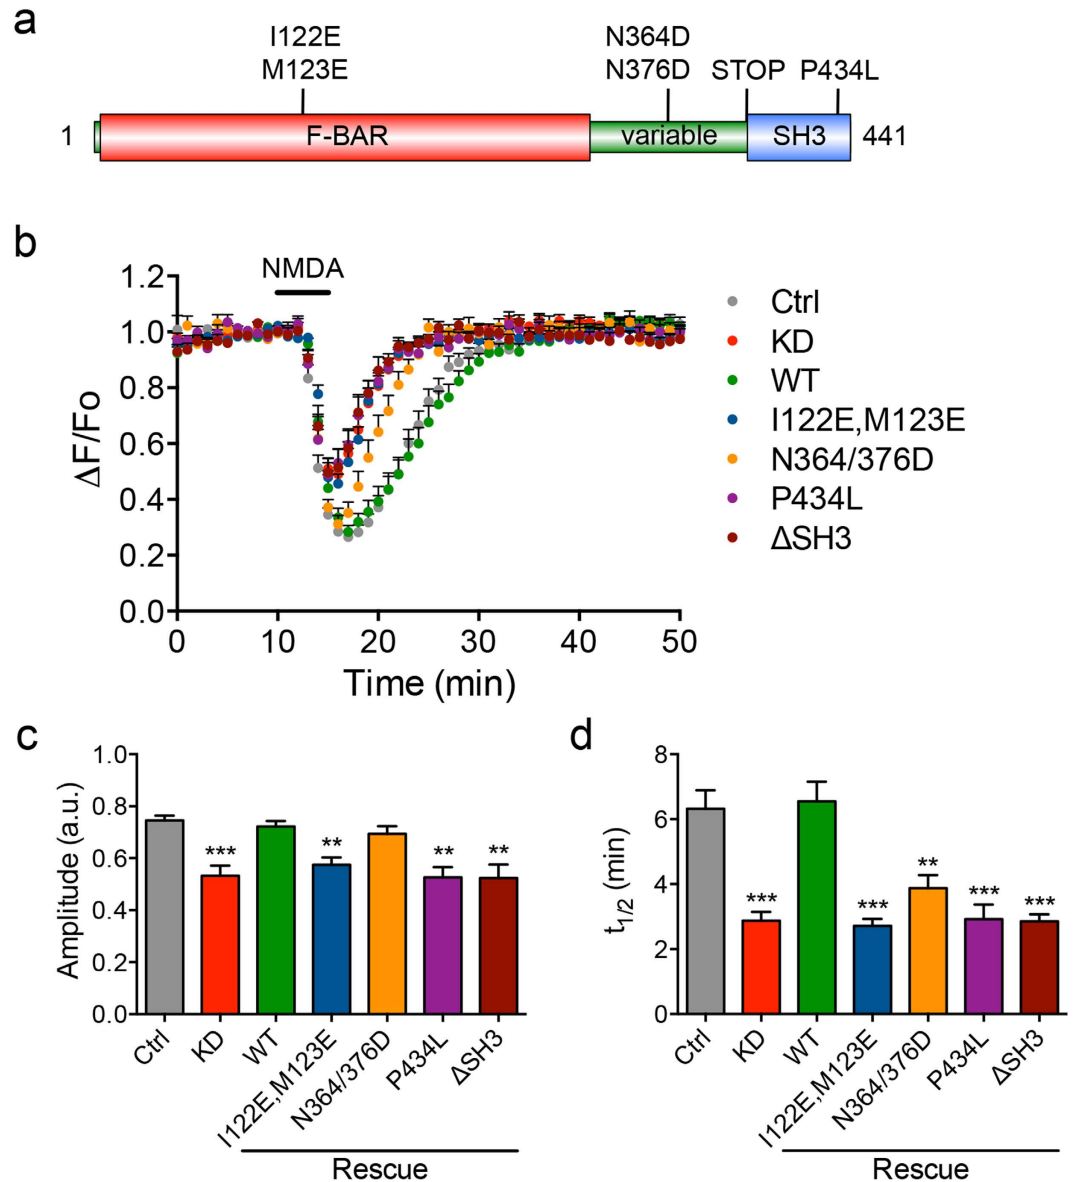 a
I122E N364D
M123E N376D STOP P434L
1 F-BAR variable SH3 441
b
NMDA
1.2
1.0
0.8
0.6
0.4
0.2
0.0
ΔF/Fo
0 10 20 30 40 50
Time (min)
Ctrl
KD
WT
I122E,M123E
N364/376D
P434L
ΔSH3
c
1.0
0.8
0.6
0.4
0.2
0.0
Amplitude (a.u.)
*** ** ** **
Ctrl
KD
WT
I122E,M123E
N364/376D
P434L
ΔSH3
Rescue
d
8
6
4
2
0
t1/2 (min)
*** *** ** *** ***
Ctrl
KD
WT
I122E,M123E
N364/376D
P434L
ΔSH3
Rescue